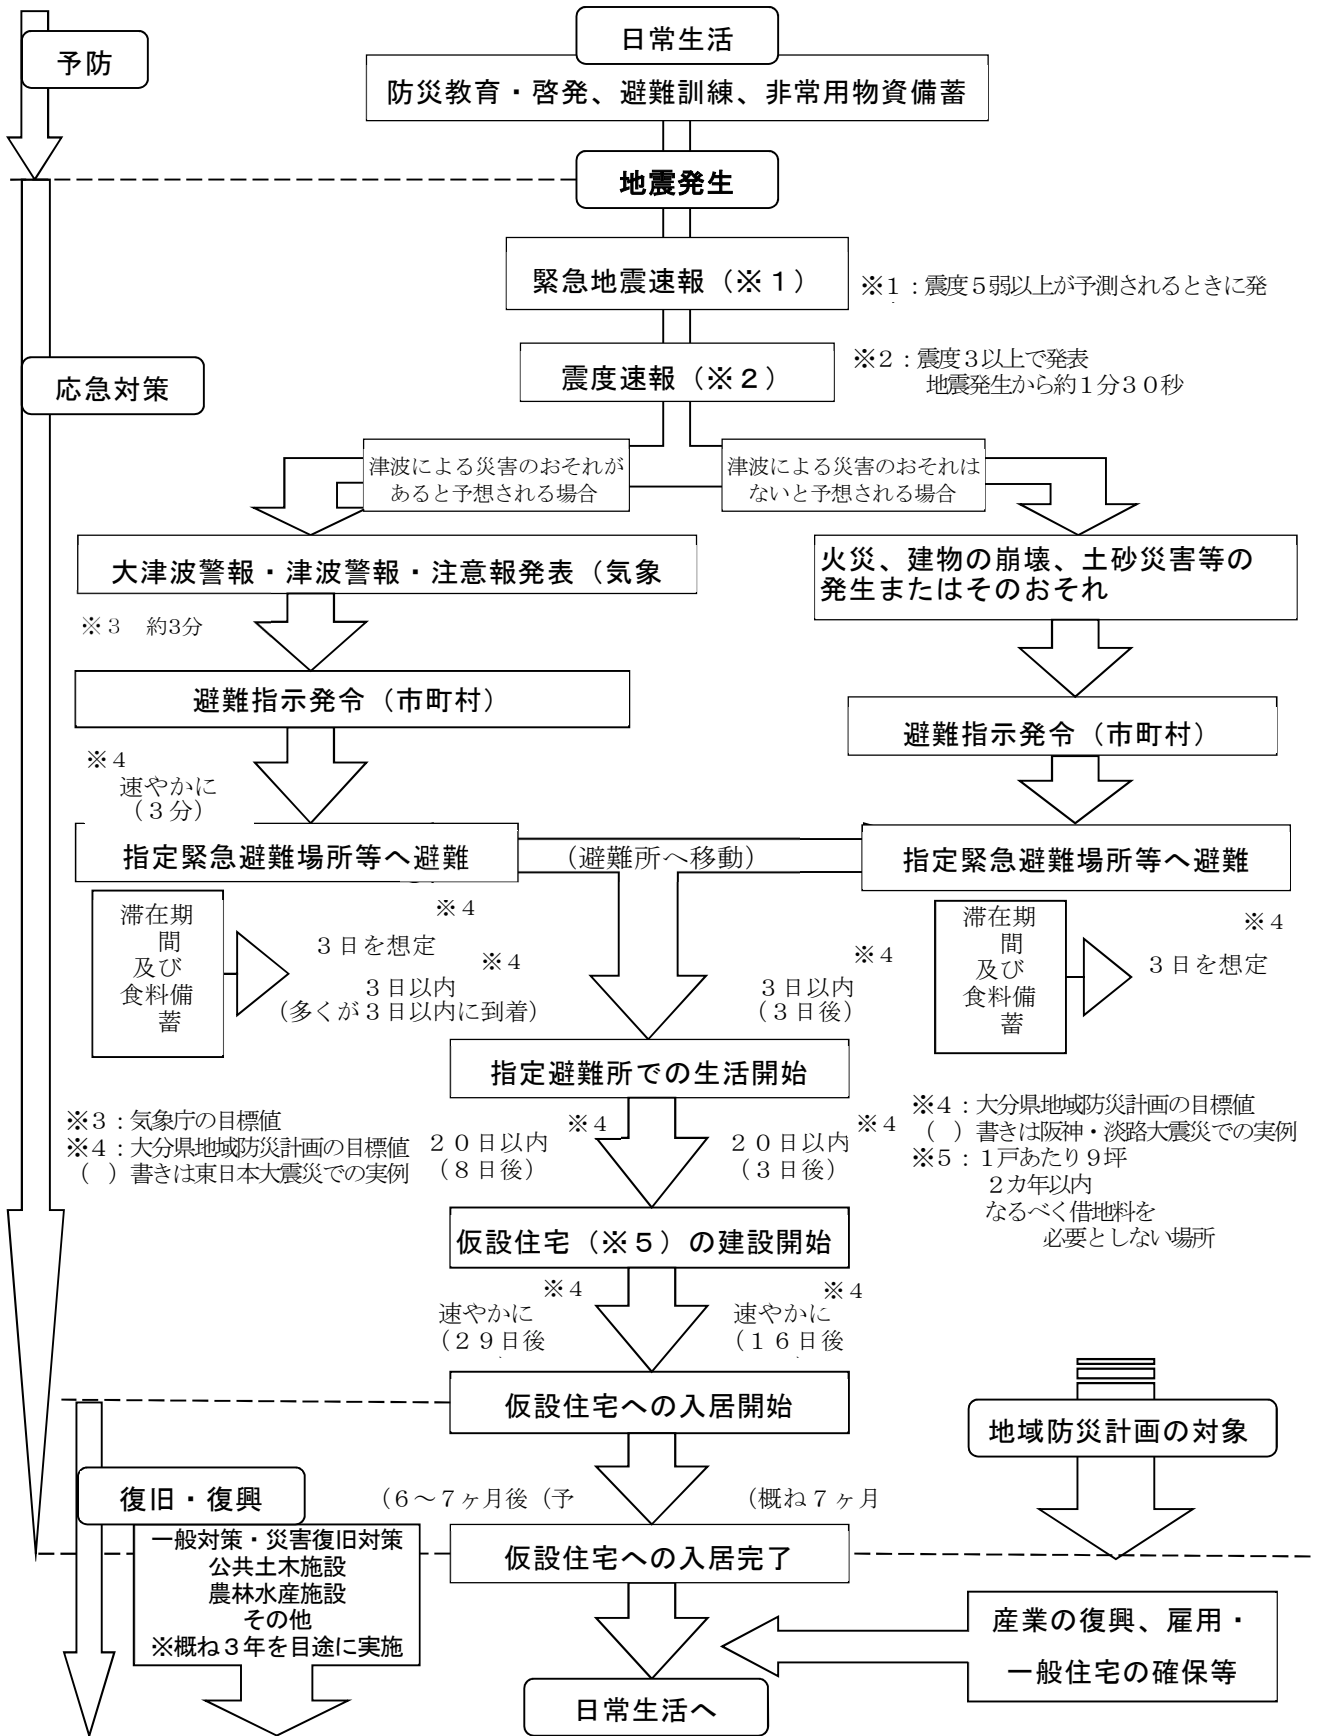 予防
日常生活
防災教育・啓発、避難訓練、非常用物資備蓄
地震発生
緊急地震速報（※１）
※１：震度５弱以上が予測されるときに発
応急対策
震度速報（※２）
※２：震度３以上で発表
地震発生から約１分３０秒
津波による災害のおそれが
あると予想される場合
津波による災害のおそれは
ないと予想される場合
大津波警報・津波警報・注意報発表（気象
火災、建物の崩壊、土砂災害等の
発生またはそのおそれ
※３　約3分
避難指示発令（市町村）
避難指示発令（市町村）
※４
速やかに
（３分）
指定緊急避難場所等へ避難
（避難所へ移動）
指定緊急避難場所等へ避難
滞在期
間
及び
食料備
蓄
※４
３日を想定
※４
３日以内
（多くが３日以内に到着）
※４
３日以内
（３日後）
滞在期
間
及び
食料備
蓄
※４
３日を想定
指定避難所での生活開始
※３：気象庁の目標値
※４：大分県地域防災計画の目標値
（　）書きは東日本大震災での実例
※４
２０日以内
（８日後）
※４
２０日以内
（３日後）
※４：大分県地域防災計画の目標値
（　）書きは阪神・淡路大震災での実例
※５：１戸あたり９坪
２カ年以内
なるべく借地料を
必要としない場所
仮設住宅（※５）の建設開始
※４
速やかに
（２９日後
※４
速やかに
（１６日後
仮設住宅への入居開始
地域防災計画の対象
復旧・復興
（６～７ヶ月後（予
（概ね７ヶ月
一般対策・災害復旧対策
公共土木施設
農林水産施設
その他
※概ね３年を目途に実施
仮設住宅への入居完了
産業の復興、雇用・
一般住宅の確保等
日常生活へ